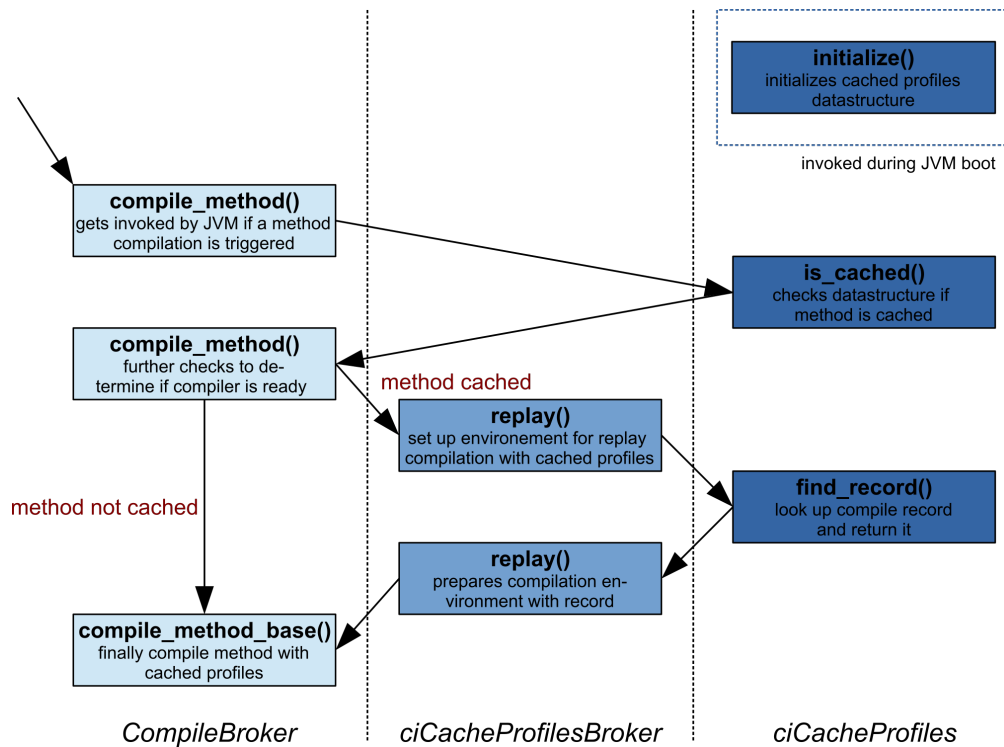 initialize()
initializes cached profiles
datastructure
invoked during JVM boot
compile_method()
gets invoked by JVM if a method
compilation is triggered
is_cached()
checks datastructure if
method is cached
compile_method()
further checks to de-
termine if compiler is ready
method cached
replay()
set up environement for replay
compilation with cached profiles
method not cached
find_record()
look up compile record
and return it
replay()
prepares compilation en-
vironment with record
compile_method_base()
finally compile method with
cached profiles
CompileBroker
ciCacheProfilesBroker
ciCacheProfiles